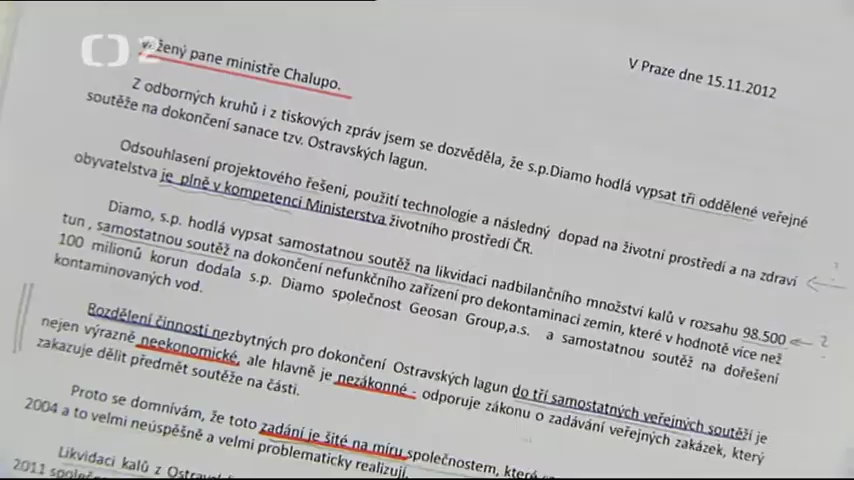 2
V Praze dne 15.11.2012
Vážený pane ministře Chalupo.
Z odborných kruhů i z tiskových zpráv jsem se dozvěděla, že s.p.Diamo hodlá vypsat tři oddělené veřejné
soutěže na dokončení sanace tzv. Ostravských lagun.
Odsouhlasení projektového řešení, použití technologie a následný dopad na životní prostředí a na zdraví
obyvatelstva je plně v kompetenci Ministerstva životního prostředí ČR.
Diamo, s.p. hodlá vypsat samostatnou soutěž na likvidaci nadbilančního množství kalů v rozsahu 98.500
tun , samostatnou soutěž na dokončení nefunkčního zařízení pro dekontaminaci zemin, které v hodnotě více než
100 milionů korun dodala s.p. Diamo společnost Geosan Group,a.s. a samostatnou soutěž na dořešení
kontaminovaných vod.
Rozdělení činností nezbytných pro dokončení Ostravských lagun do tří samostatných veřejných soutěží je
nejen výrazně neekonomické, ale hlavně je nezákonné - odporuje zákonu o zadávání veřejných zakázek, který
zakazuje dělit předmět soutěže na části.
Proto se domnívám, že toto zadání je šité na míru společnostem, které
2004 a to velmi neúspěšně a velmi problematicky realizují.
Likvidaci kalů z
2011